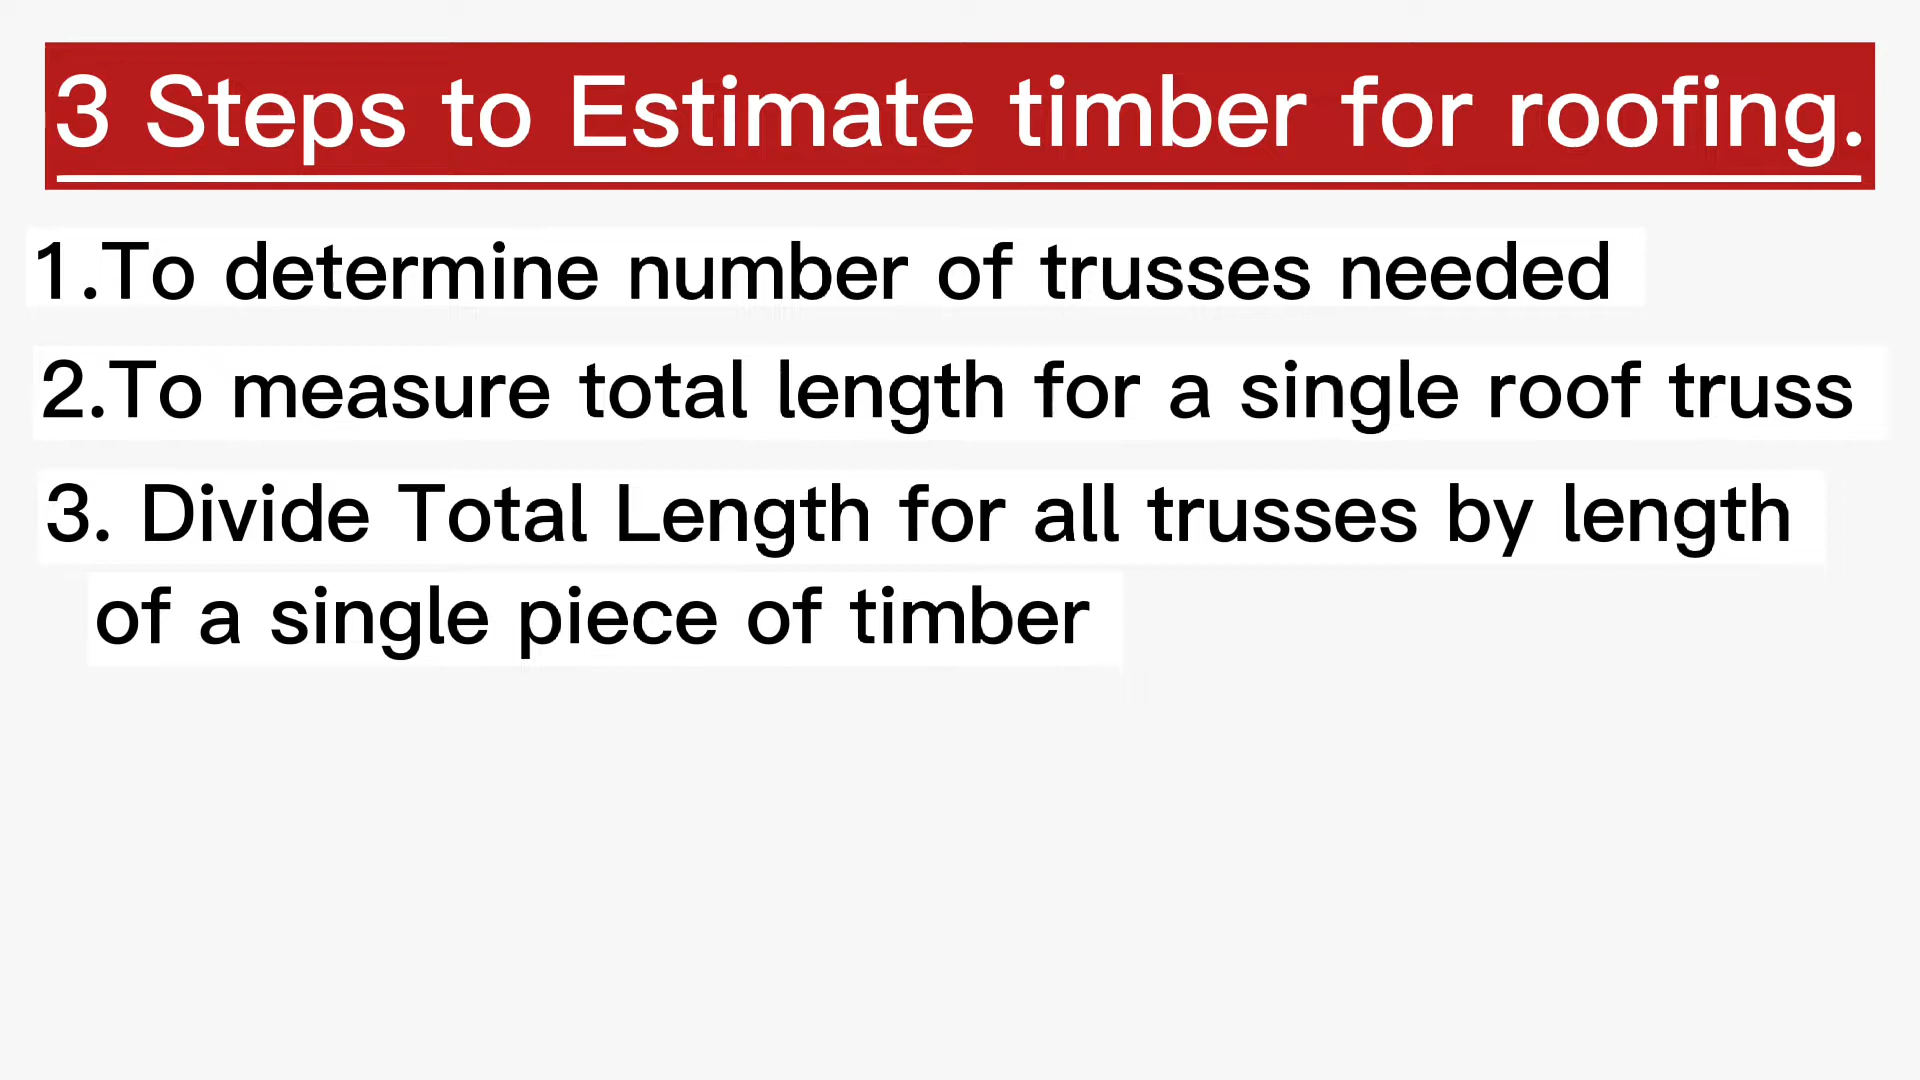 3 Steps to Estimate timber for roofing.
1.To determine number of trusses needed
2.To measure total length for a single roof truss
3. Divide Total Length for all trusses by length
of a single piece of timber